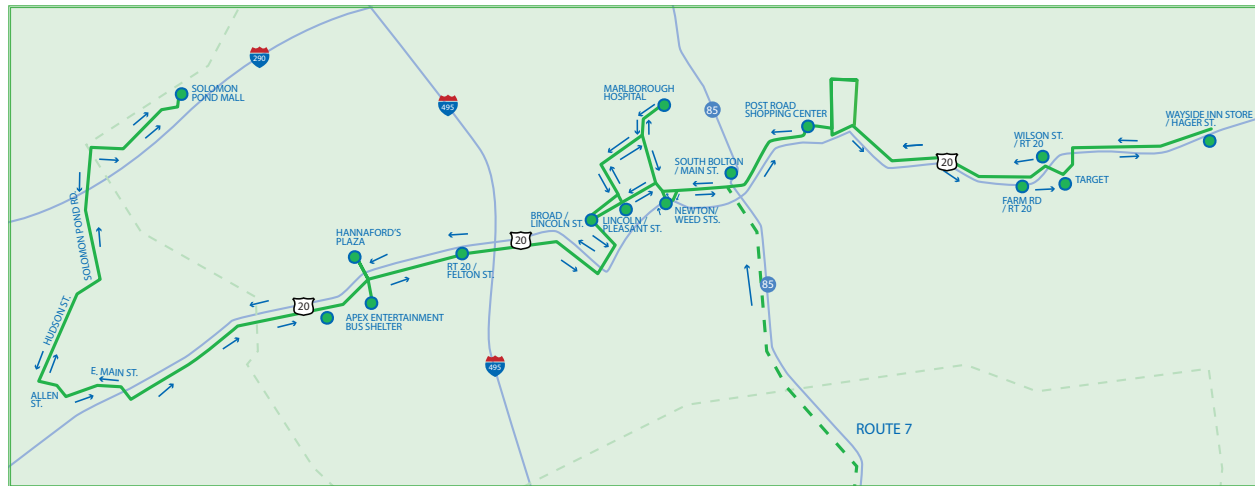 290
SOLOMON
POND MALL
495
MARLBOROUGH
HOSPITAL
85
POST ROAD
SHOPPING CENTER
WAYSIDE INN STORE
/ HAGER ST.
WILSON ST.
/ RT 20
20
SOUTH BOLTON
/ MAIN ST.
TARGET
FARM RD
/ RT 20
SOLOMON POND RD
BROAD /
LINCOLN ST.
LINCOLN /
PLEASANT ST.
NEWTON/
WEED STS.
HANNAFORD'S
PLAZA
20
RT 20 /
FELTON ST.
85
20
APEX ENTERTAINMENT
BUS SHELTER
HUDSON ST.
495
E. MAIN ST.
ALLEN
ST.
ROUTE 7